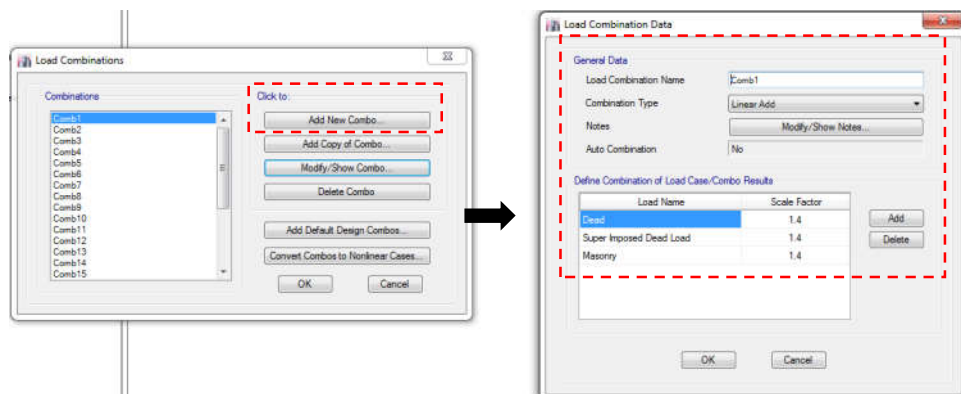 Load Combinations
Combinations
Click to:
Comb1
Comb2
Comb3
Comb4
Comb5
Comb6
Comb7
Comb8
Comb9
Comb10
Comb11
Comb12
Comb13
Comb14
Comb15
Add New Combo...
Add Copy of Combo...
Modify/Show Combo...
Delete Combo
Add Default Design Combos...
Convert Combos to Nonlinear Cases...
OK Cancel
Load Combination Data
General Data
Load Combination Name Comb1
Combination Type Linear Add
Notes Modify/Show Notes...
Auto Combination No
Define Combination of Load Case/Combo Results
Load Name Scale Factor
Dead 1.4
Super Imposed Dead Load 1.4
Masonry 1.4
Add
Delete
OK Cancel